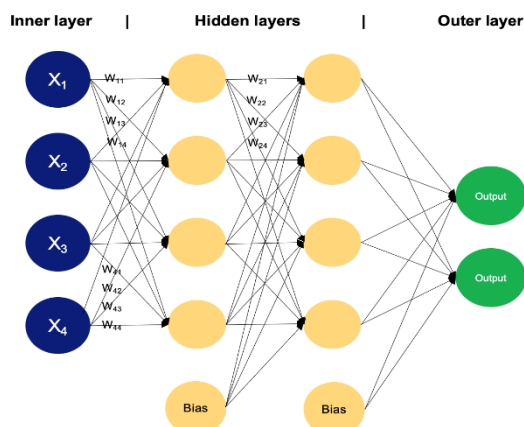 Inner layer | Hidden layers | Outer layer
X1
W11
W12
W13
W14
W21
W22
W23
W24
X2
X3
Output
Output
W41
W42
W43
W44
X4
Bias
Bias